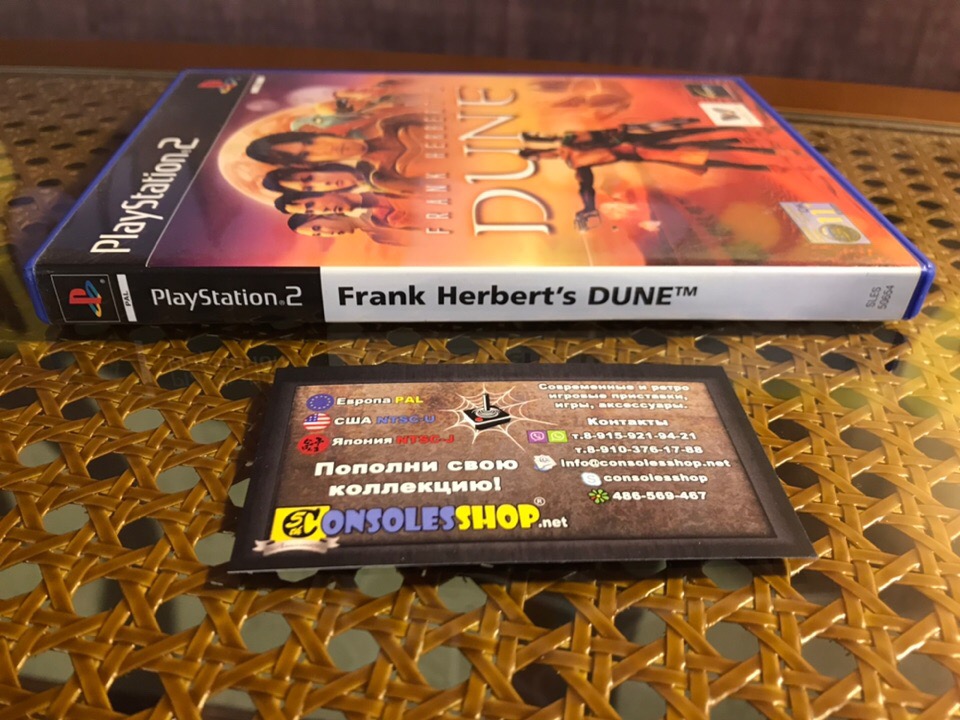 PlayStation.2
FRANK HERBERT'S
DUNE
PAL
PlayStation.2
Frank Herbert's DUNE™
SLES
50654
Европа PAL
США NTSC-U
Япония NTSC-J
Пополни свою
коллекцию!
CONSOLESSHOP®.net
Современные и ретро
игровые приставки,
игры, аксессуары.
Контакты
т.8-915-921-94-21
т.8-910-376-17-88
info@consolesshop.net
consolesshop
486-569-467